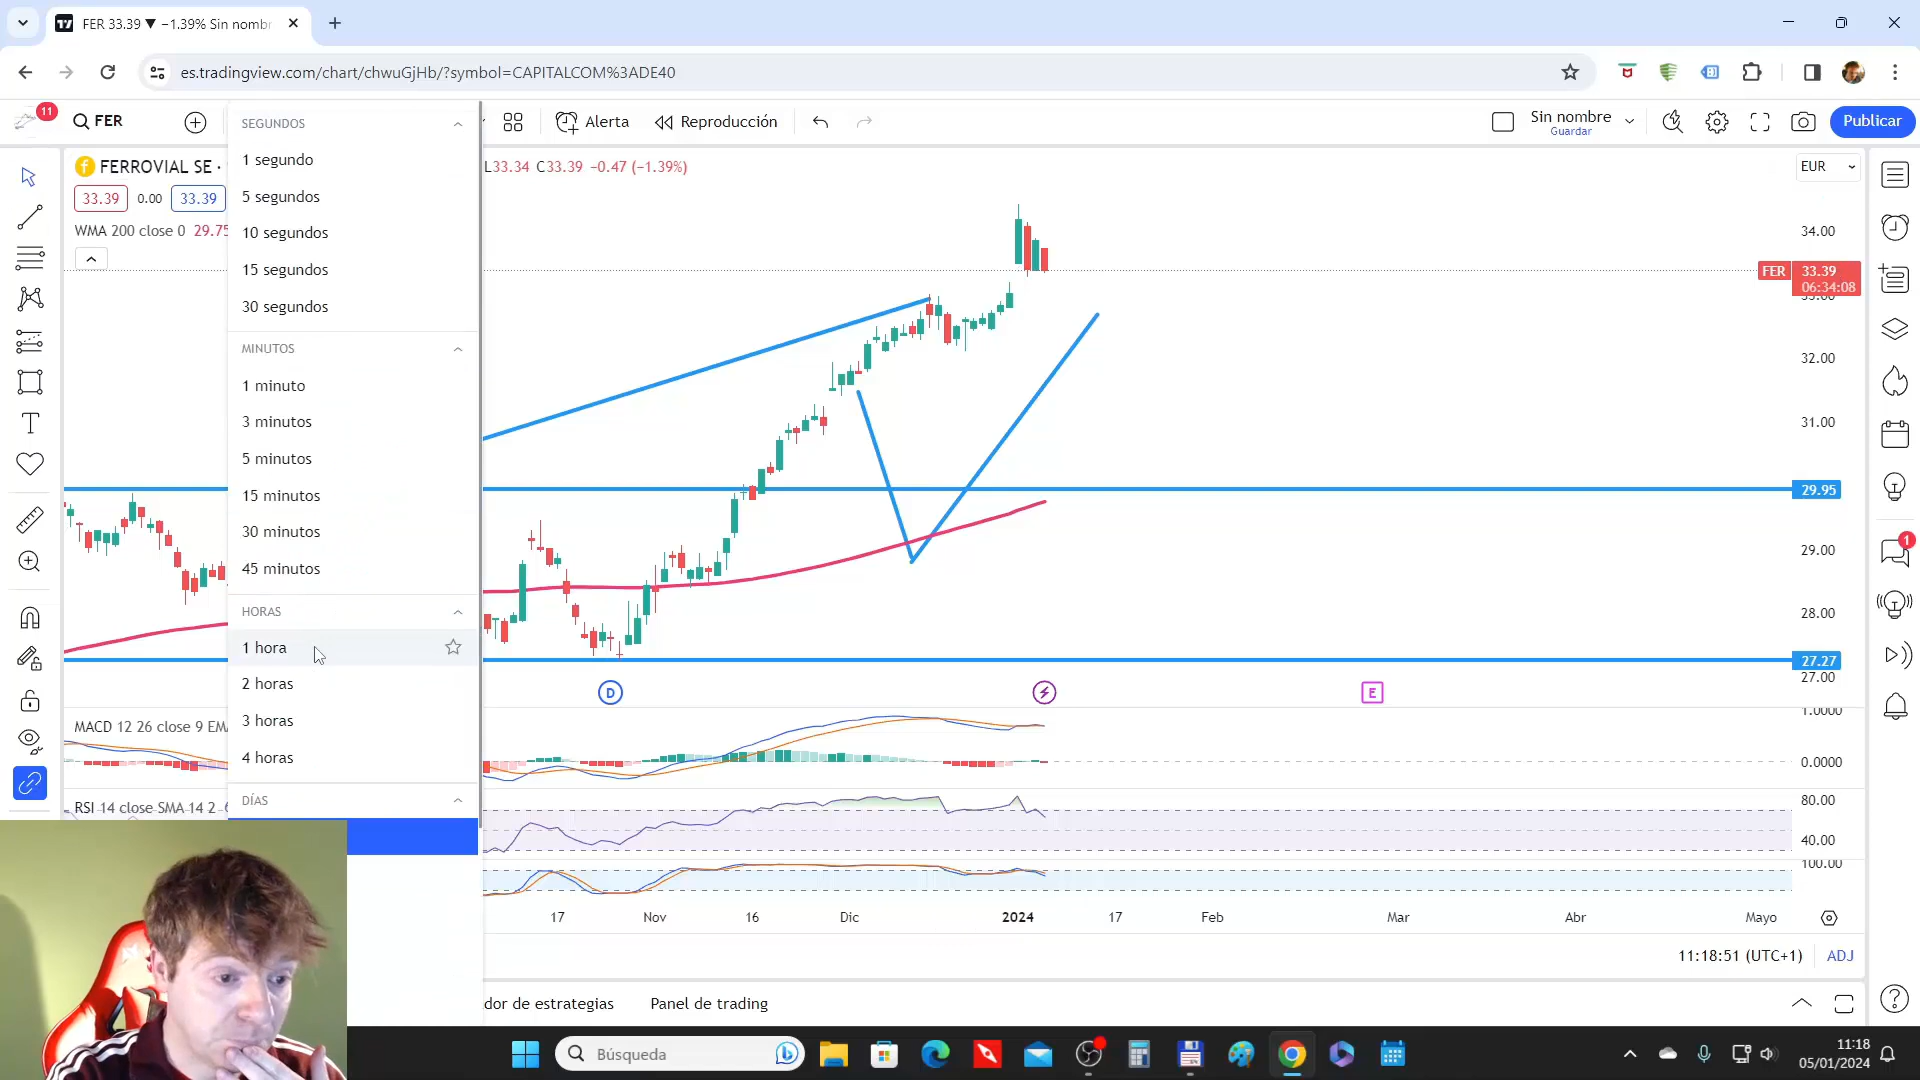 FER 33.39 ▼ −1.39% Sin nombr
es.tradingview.com/chart/chwuGjHb/?symbol=CAPITALCOM%3ADE40
11
FER
Alerta
Reproducción
Sin nombre
Guardar
Publicar
FERROVIAL SE ·
L33.34 C33.39 −0.47 (−1.39%)
EUR
33.39
0.00
33.39
WMA 200 close 0 29.75
SEGUNDOS
1 segundo
5 segundos
10 segundos
15 segundos
30 segundos
MINUTOS
1 minuto
3 minutos
5 minutos
15 minutos
30 minutos
45 minutos
HORAS
1 hora
2 horas
3 horas
4 horas
DÍAS
34.00
FER 33.39
06:34:08
33.00
32.00
31.00
29.95
29.00
28.00
27.27
27.00
D
E
1
MACD 12 26 close 9 EMA
1.0000
0.0000
RSI 14 close SMA 14 2
80.00
40.00
100.00
17
Nov
16
Dic
2024
17
Feb
Mar
Abr
Mayo
11:18:51 (UTC+1)
ADJ
dor de estrategias
Panel de trading
Búsqueda
11:18
05/01/2024